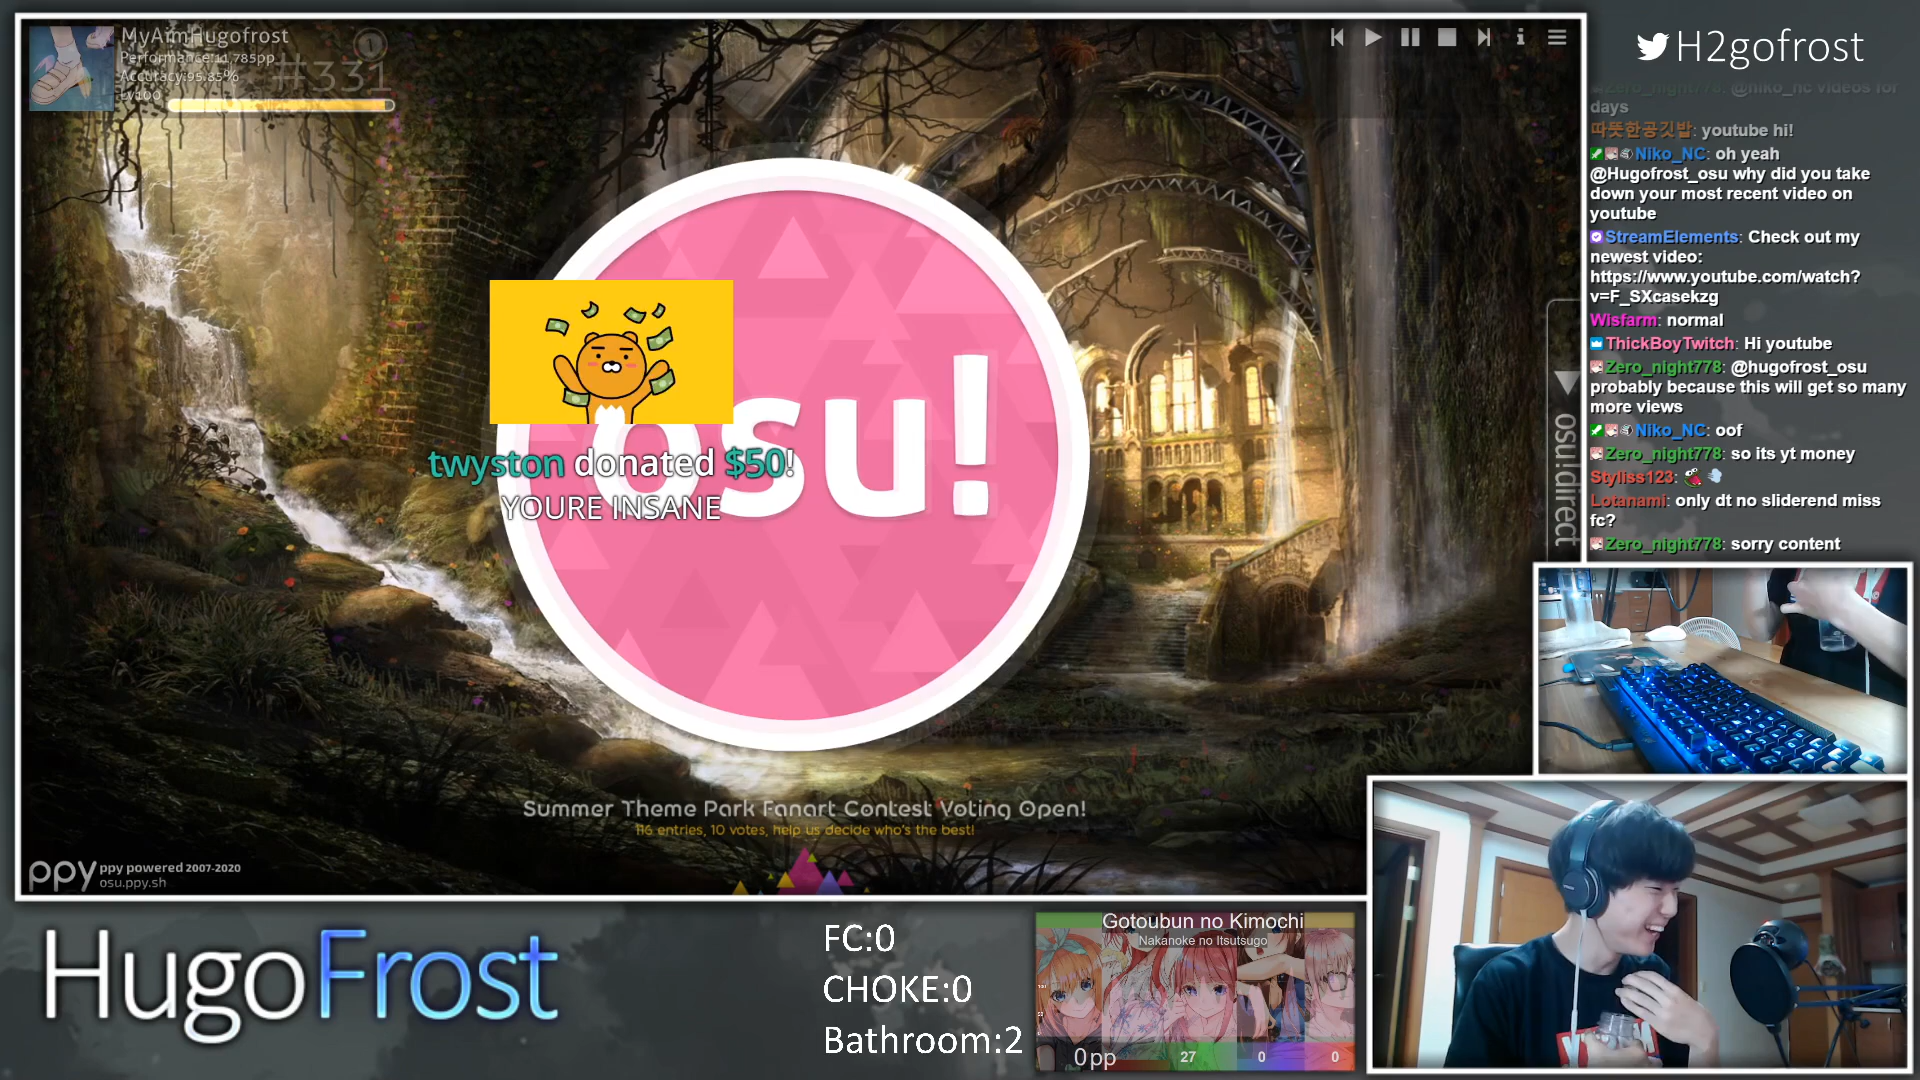 MyAimHugofrost
Performance:11,785pp
Accuracy:95.85%
Lv100
#331
H2gofrost
Zero_night778: @niko_nc videos for
days
따뜻한공깃밥: youtube hi!
Niko_NC: oh yeah
@Hugofrost_osu why did you take
down your most recent video on
youtube
StreamElements: Check out my
newest video:
https://www.youtube.com/watch?
v=F_SXcasekzg
Wisfarm: normal
ThickBoyTwitch: Hi youtube
Zero_night778: @hugofrost_osu
probably because this will get so many
more views
Niko_NC: oof
Zero_night778: so its yt money
Styliss123:
Lotanami: only dt no sliderend miss
fc?
Zero_night778: sorry content
osu!
osu!direct
twyston donated $50!
YOURE INSANE
Summer Theme Park Fanart Contest Voting Open!
116 entries, 10 votes, help us decide who's the best!
ppy
ppy powered 2007-2020
osu.ppy.sh
HugoFrost
FC:0
CHOKE:0
Bathroom:2
Gotoubun no Kimochi
Nakanoke no Itsutsugo
0pp
27
0
0